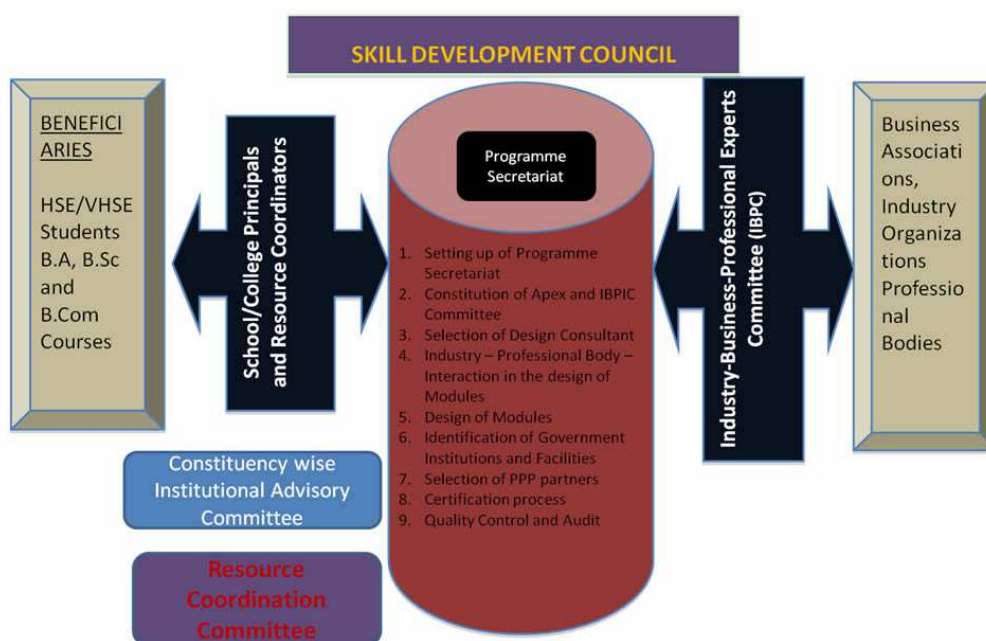 SKILL DEVELOPMENT COUNCIL
BENEFICI
ARIES
HSE/VHSE
Students
B.A, B.Sc
and
B.Com
Courses
School/College Principals
and Resource Coordinators
Programme
Secretariat
1. Setting up of Programme
Secretariat
2. Constitution of Apex and IBPIC
Committee
3. Selection of Design Consultant
4. Industry – Professional Body –
Interaction in the design of
Modules
5. Design of Modules
6. Identification of Government
Institutions and Facilities
7. Selection of PPP partners
8. Certification process
9. Quality Control and Audit
Industry-Business-Professional Experts
Committee (IBPC)
Business
Associati
ons,
Industry
Organiza
tions
Professio
nal
Bodies
Constituency wise
Institutional Advisory
Committee
Resource
Coordination
Committee